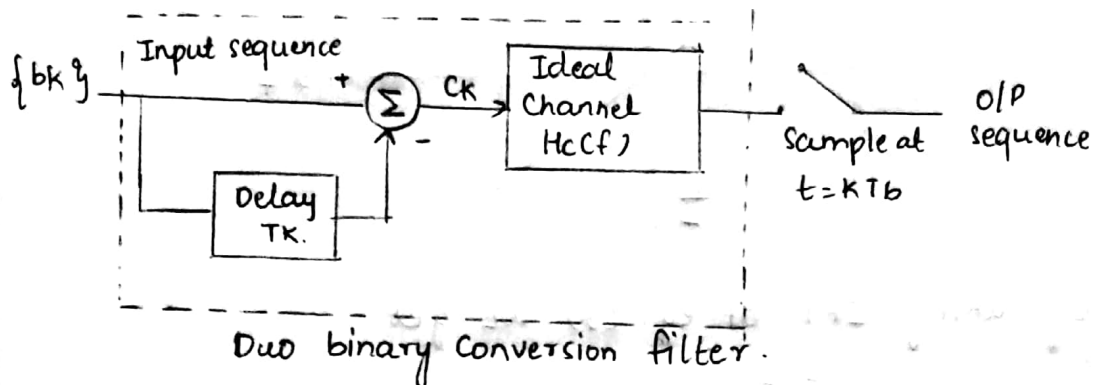 Input sequence
{bk}
+
Σ
-
Ck
Ideal
Channel
Hc(f)
Delay
TK.
Sample at
t=KTb
O/P
sequence
Duo binary Conversion filter.